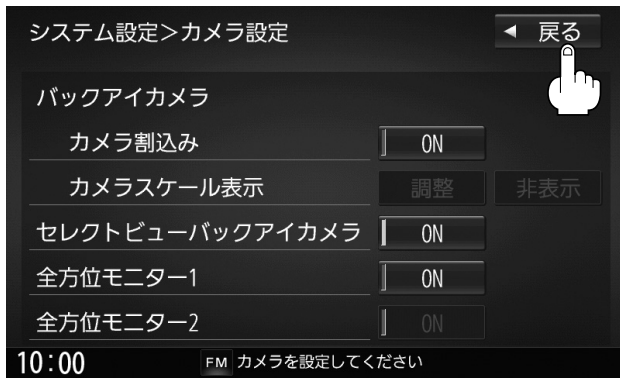 システム設定＞カメラ設定 ◀ 戻る
バックアイカメラ
カメラ割込み ON
カメラスケール表示 調整 非表示
セレクトビューバックアイカメラ ON
全方位モニター1 ON
全方位モニター2 ON
10:00 FM カメラを設定してください